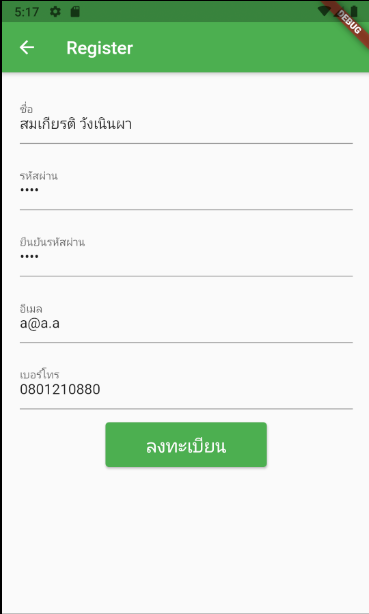 5:17
DEBUG
Register
ชื่อ
สมเกียรติ วังเนินผา
รหัสผ่าน
••••
ยืนยันรหัสผ่าน
••••
อีเมล
a@a.a
เบอร์โทร
0801210880
ลงทะเบียน